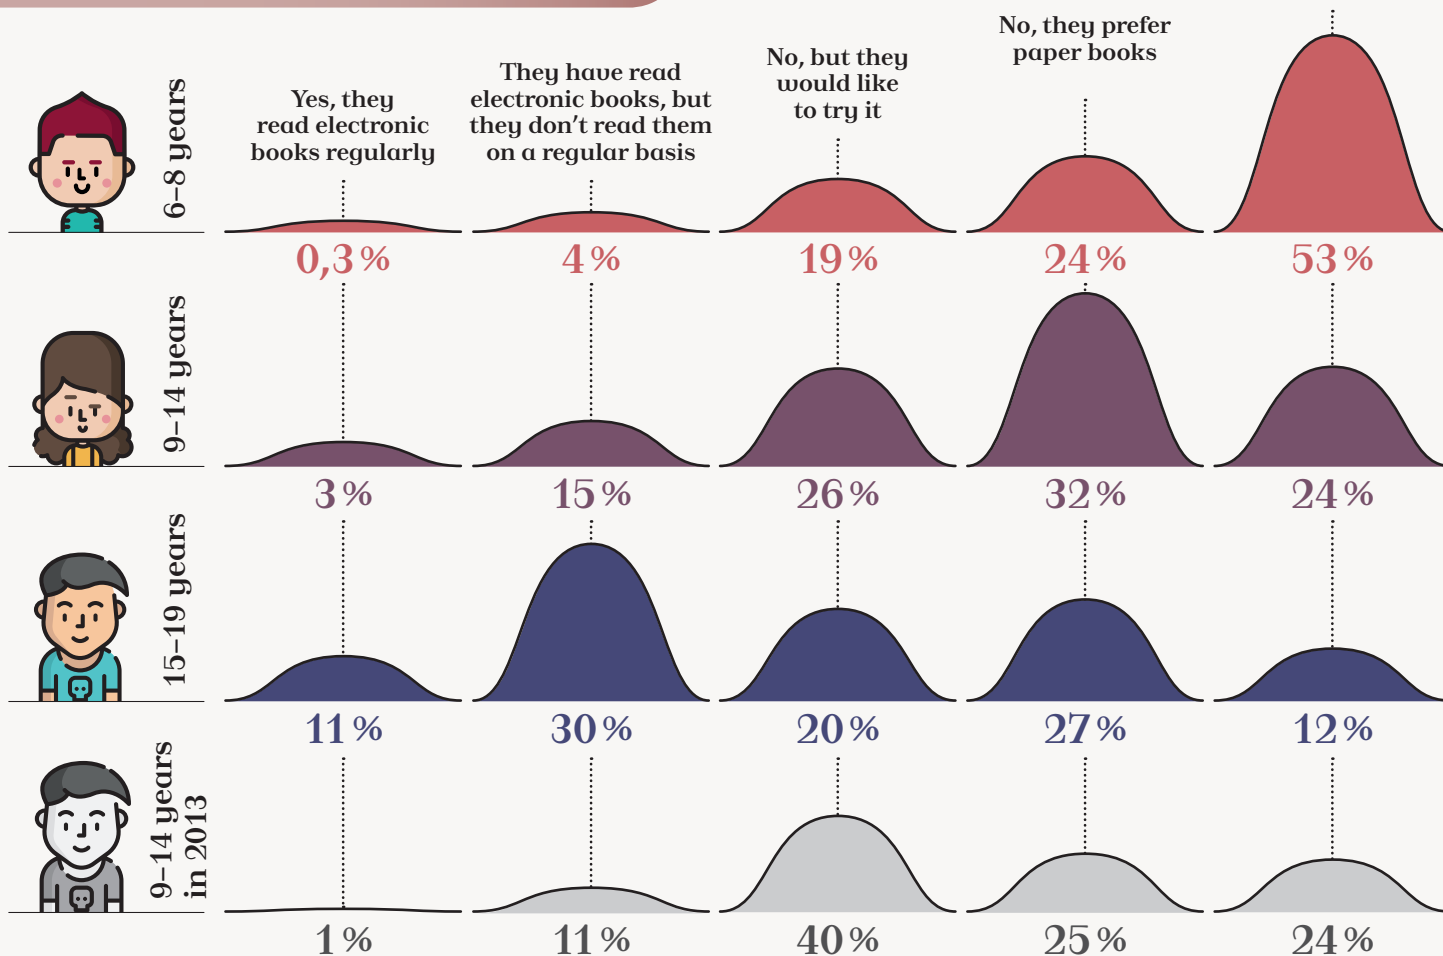 Yes, they
read electronic
books regularly
They have read
electronic books, but
they don't read them
on a regular basis
No, but they
would like
to try it
No, they prefer
paper books
6–8 years
0,3 %
4 %
19 %
24 %
53 %
9–14 years
3 %
15 %
26 %
32 %
24 %
15–19 years
11 %
30 %
20 %
27 %
12 %
9–14 years
in 2013
1 %
11 %
40 %
25 %
24 %